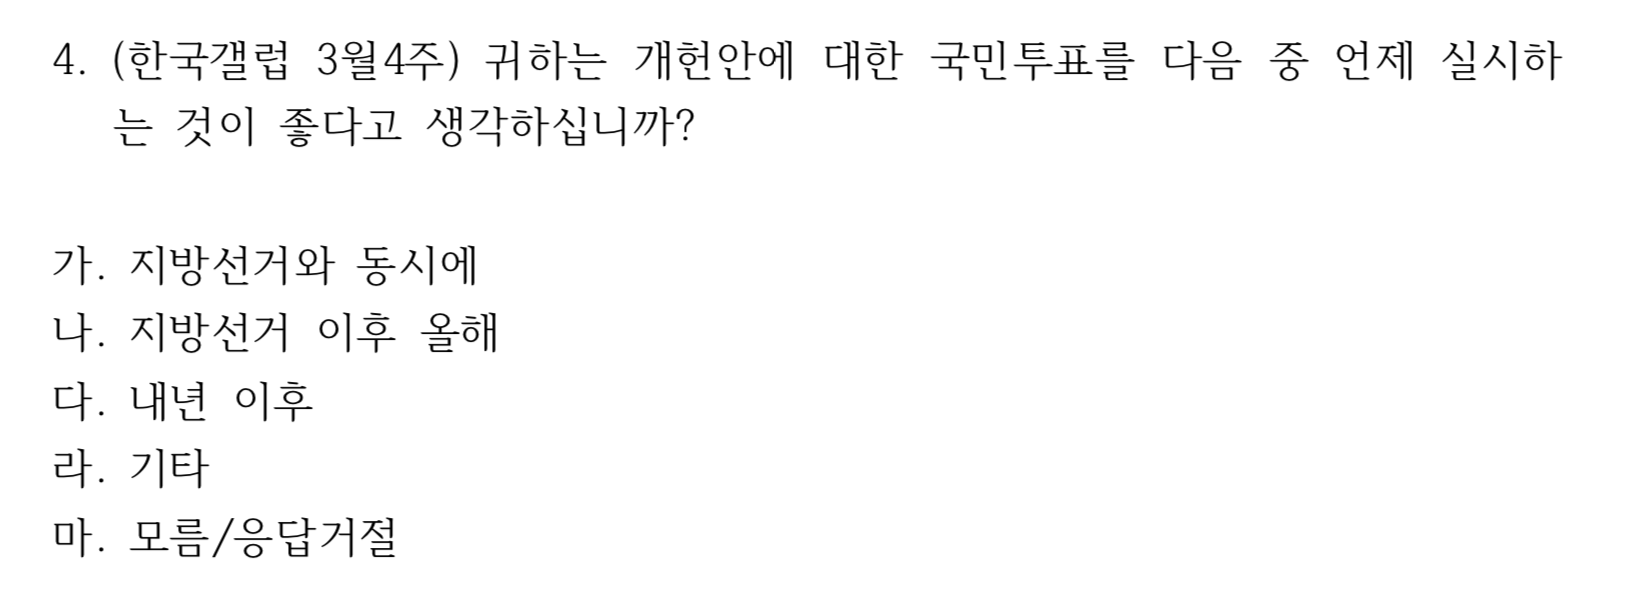 4. (한국갤럽 3월4주) 귀하는 개헌안에 대한 국민투표를 다음 중 언제 실시하
는 것이 좋다고 생각하십니까?
가. 지방선거와 동시에
나. 지방선거 이후 올해
다. 내년 이후
라. 기타
마. 모름/응답거절